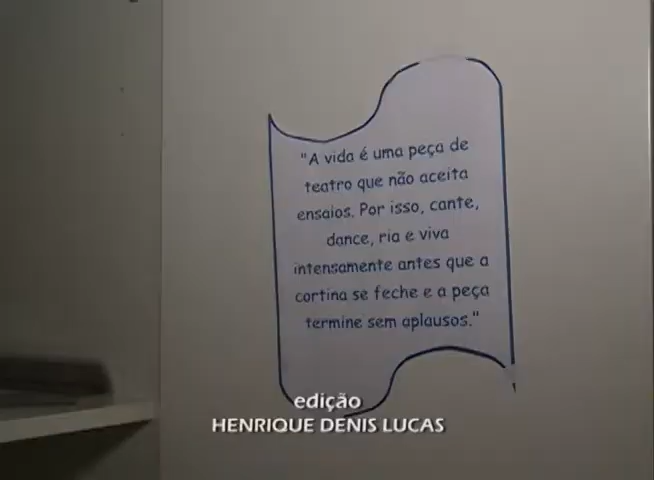 "A vida é uma peça de
teatro que não aceita
ensaios. Por isso, cante,
dance, ria e viva
intensamente antes que a
cortina se feche e a peça
termine sem aplausos."
edição
HENRIQUE DENIS LUCAS